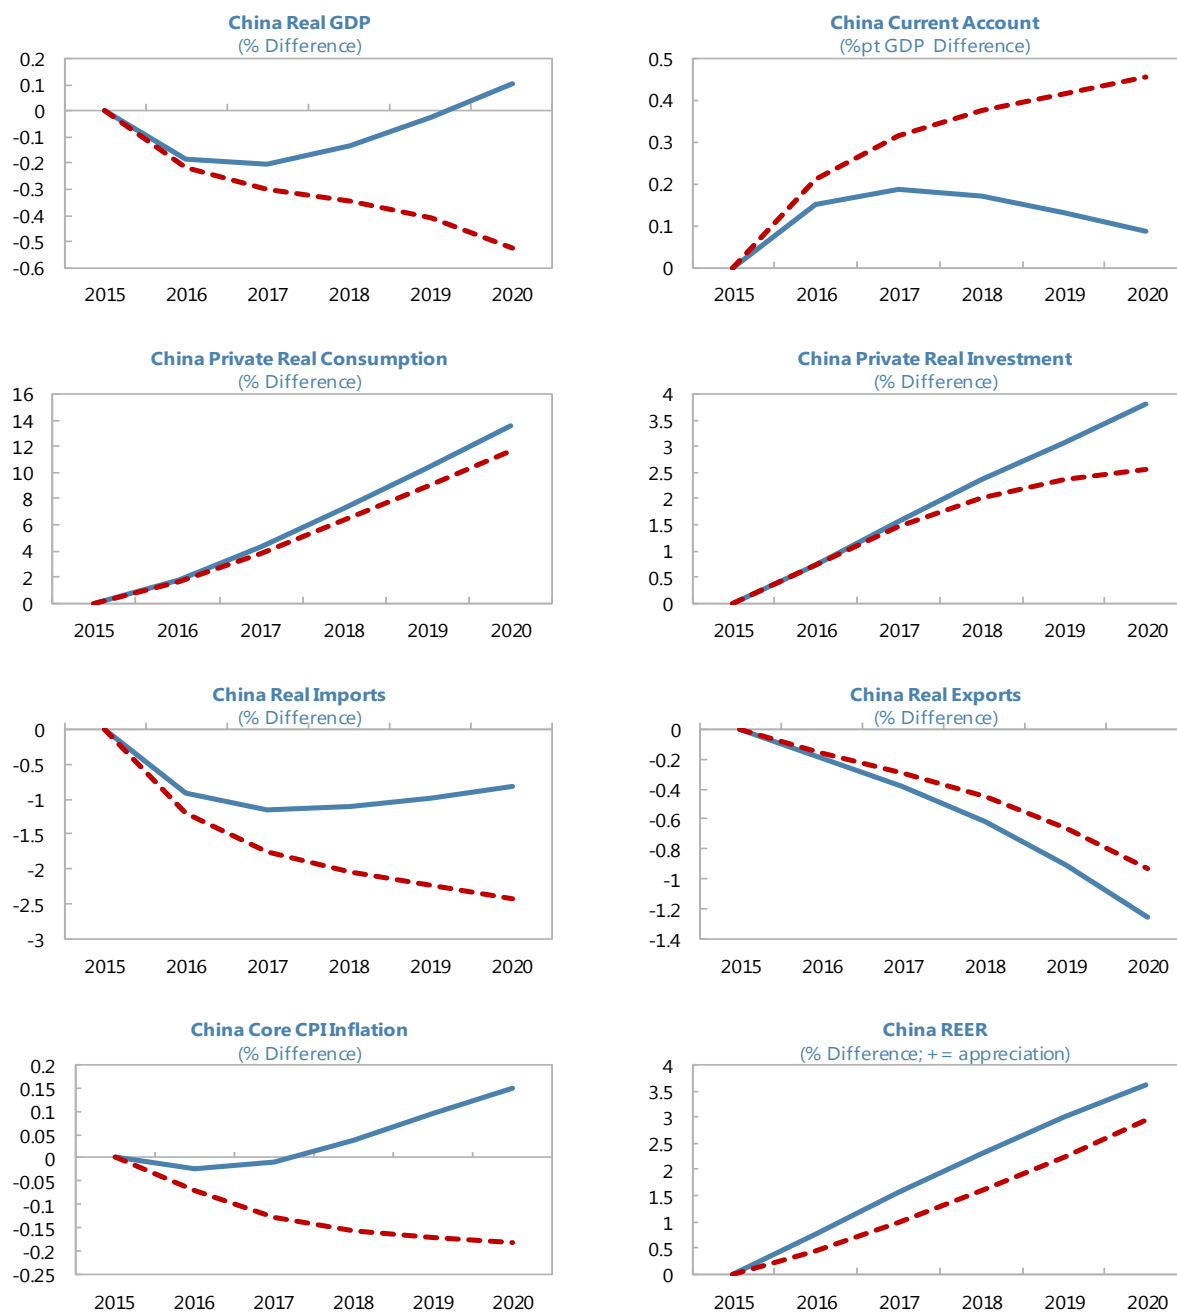 China Real GDP
(% Difference)
0.2
0.1
0
-0.1
-0.2
-0.3
-0.4
-0.5
-0.6
2015 2016 2017 2018 2019 2020
China Current Account
(%pt GDP Difference)
0.5
0.4
0.3
0.2
0.1
0
2015 2016 2017 2018 2019 2020
China Private Real Consumption
(% Difference)
16
14
12
10
8
6
4
2
0
2015 2016 2017 2018 2019 2020
China Private Real Investment
(% Difference)
4
3.5
3
2.5
2
1.5
1
0.5
0
2015 2016 2017 2018 2019 2020
China Real Imports
(% Difference)
0
-0.5
-1
-1.5
-2
-2.5
-3
2015 2016 2017 2018 2019 2020
China Real Exports
(% Difference)
0
-0.2
-0.4
-0.6
-0.8
-1
-1.2
-1.4
2015 2016 2017 2018 2019 2020
China Core CPI Inflation
(% Difference)
0.2
0.15
0.1
0.05
0
-0.05
-0.1
-0.15
-0.2
-0.25
2015 2016 2017 2018 2019 2020
China REER
(% Difference; + = appreciation)
4
3.5
3
2.5
2
1.5
1
0.5
0
2015 2016 2017 2018 2019 2020